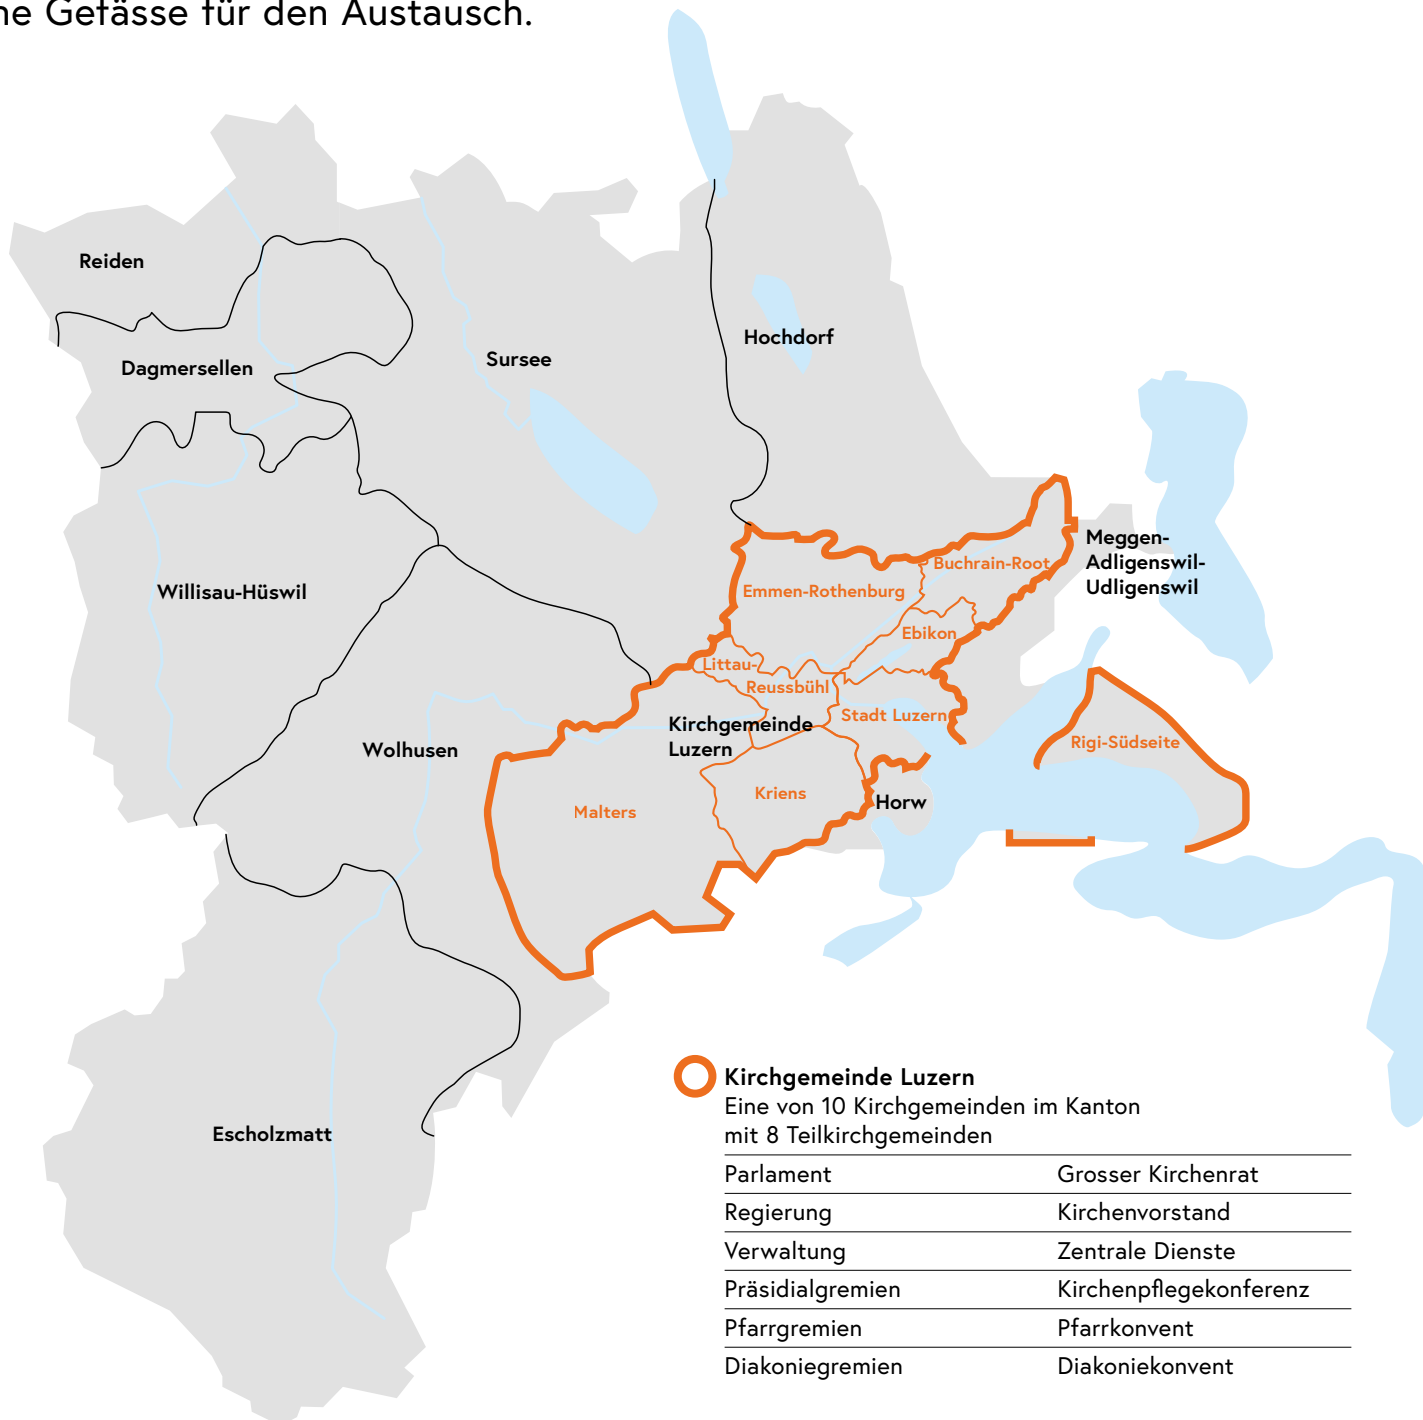 ne Gefässe für den Austausch.
Reiden
Dagmersellen
Sursee
Hochdorf
Willisau-Hüswil
Meggen-
Adligenswil-
Udligenswil
Buchrain-Root
Emmen-Rothenburg
Ebikon
Littau-
Reussbühl
Stadt Luzern
Kirchgemeinde
Luzern
Wolhusen
Rigi-Südseite
Kriens
Horw
Malters
Escholzmatt
Kirchgemeinde Luzern
Eine von 10 Kirchgemeinden im Kanton
mit 8 Teilkirchgemeinden
Parlament Grosser Kirchenrat
Regierung Kirchenvorstand
Verwaltung Zentrale Dienste
Präsidialgremien Kirchenpflegekonferenz
Pfarrgremien Pfarrkonvent
Diakoniegremien Diakoniekonvent